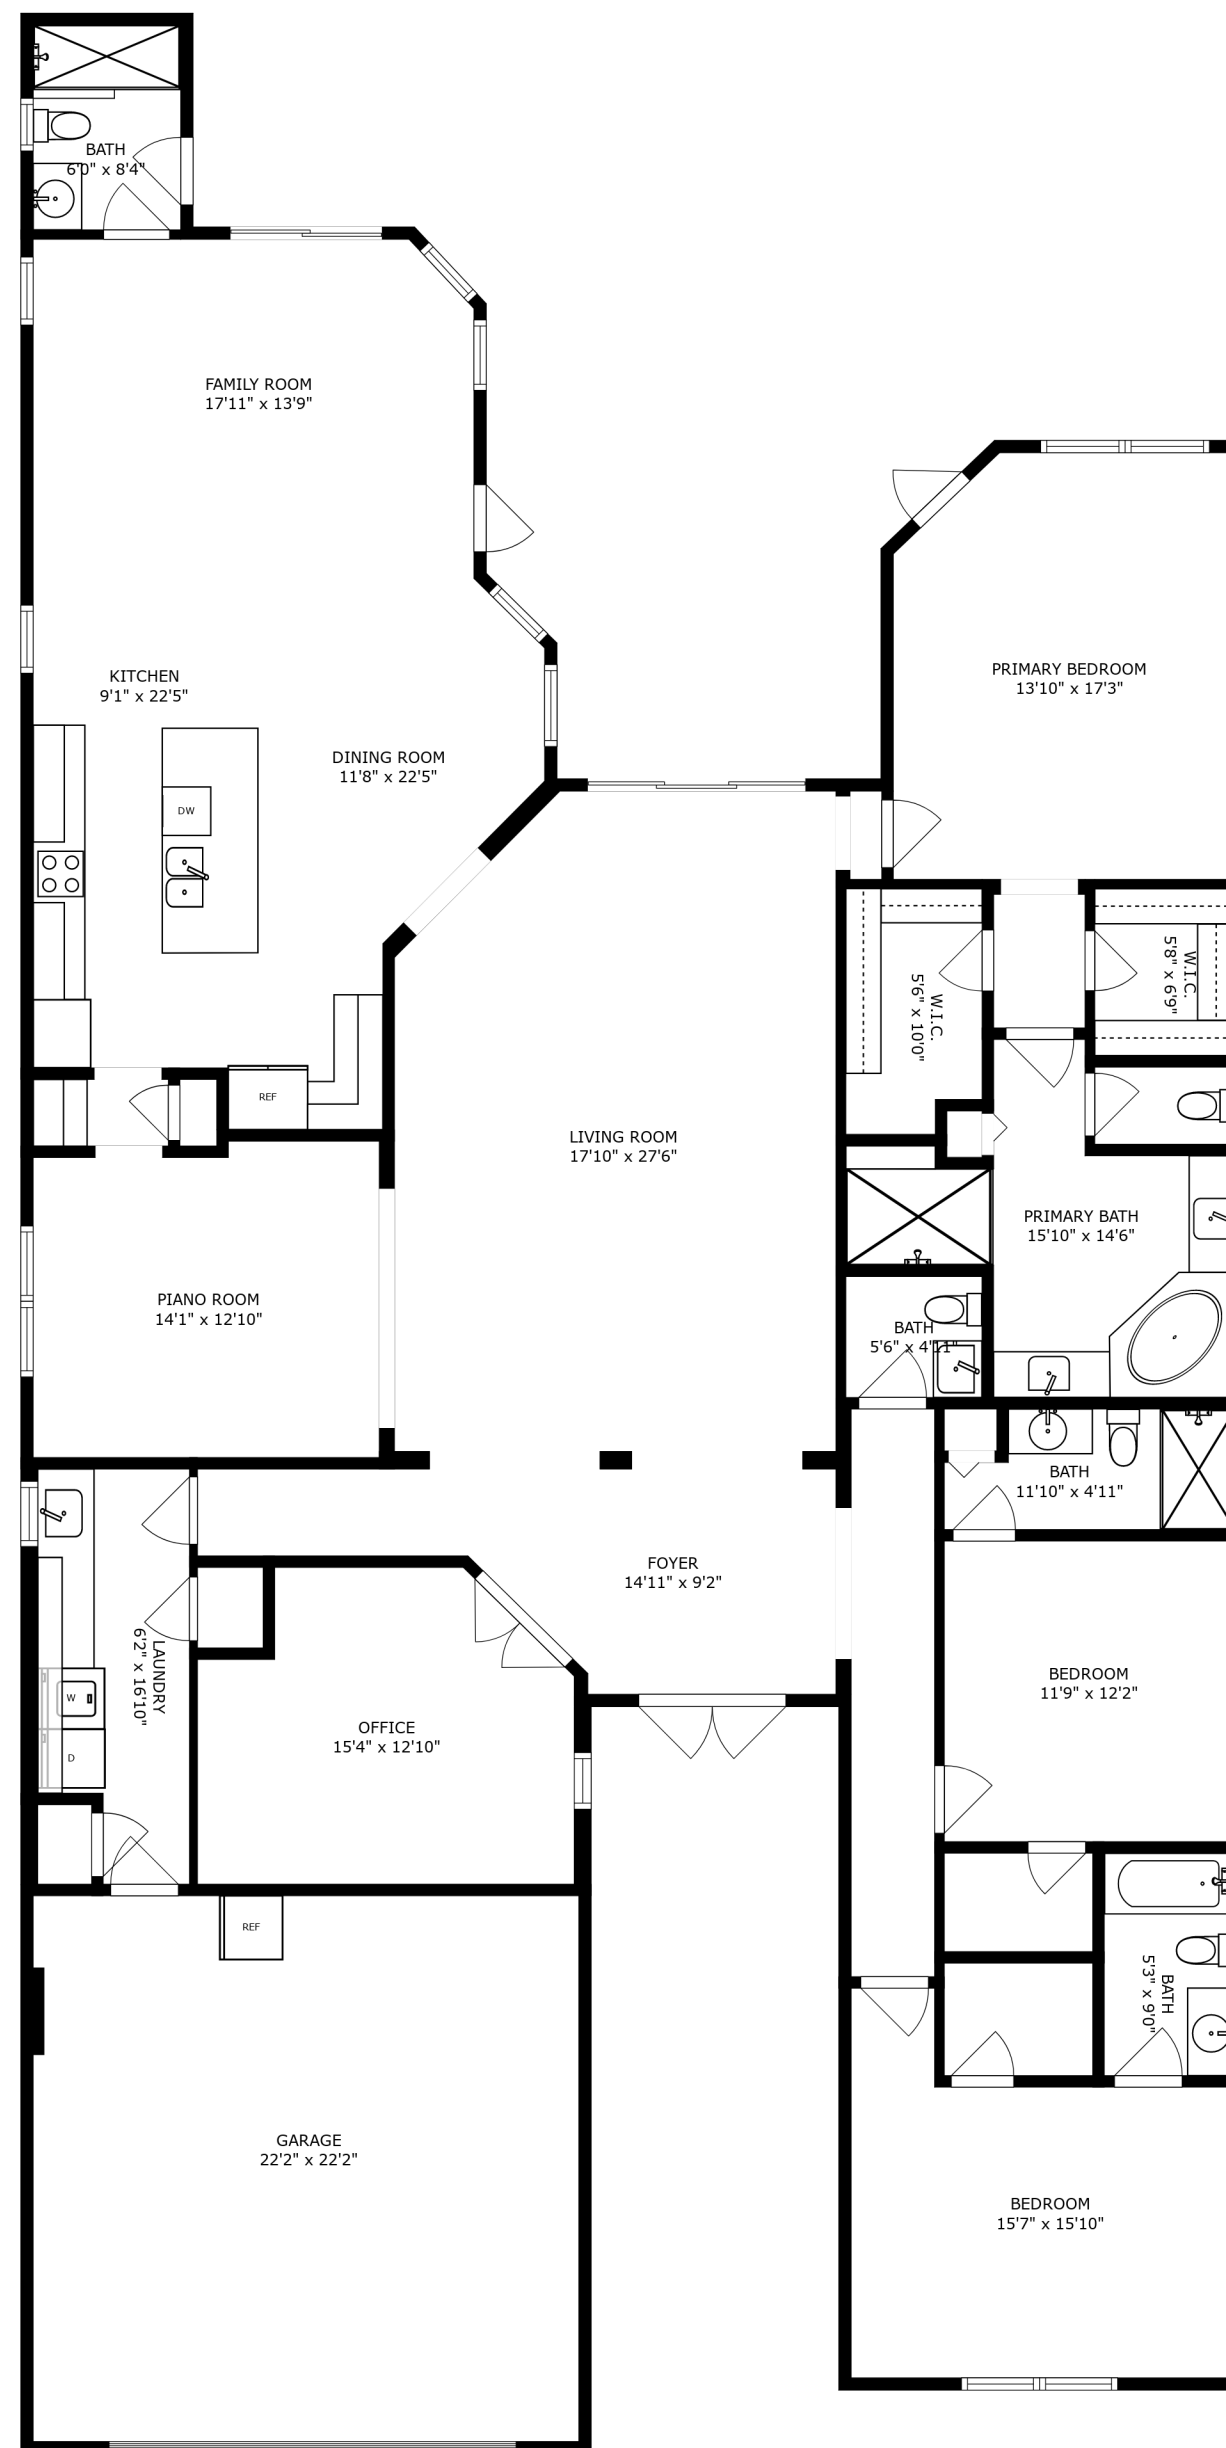 BATH
6'0" x 8'4"
FAMILY ROOM
17'11" x 13'9"
KITCHEN
9'1" x 22'5"
PRIMARY BEDROOM
13'10" x 17'3"
DINING ROOM
11'8" x 22'5"
DW
W.I.C.
5'8" x 6'9"
W.I.C.
5'6" x 10'0"
REF
LIVING ROOM
17'10" x 27'6"
PRIMARY BATH
15'10" x 14'6"
PIANO ROOM
14'1" x 12'10"
BATH
5'6" x 4'11"
BATH
11'10" x 4'11"
FOYER
14'11" x 9'2"
LAUNDRY
6'2" x 16'10"
W
D
BEDROOM
11'9" x 12'2"
OFFICE
15'4" x 12'10"
REF
BATH
5'3" x 9'0"
GARAGE
22'2" x 22'2"
BEDROOM
15'7" x 15'10"